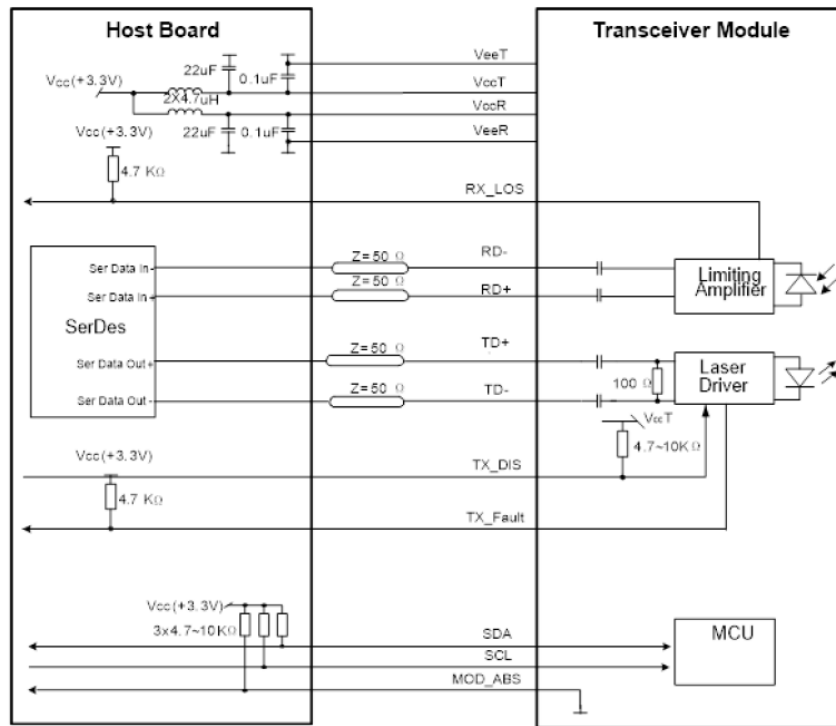 Host Board
Transceiver Module
VeeT
22uF
0.1uF
Vcc(+3.3V)
VccT
2X4.7uH
VccR
Vcc(+3.3V)
22uF
0.1uF
VeeR
4.7 KΩ
RX_LOS
Z=50 Ω
RD-
Ser Data In-
Limiting
Amplifier
Z=50 Ω
RD+
Ser Data In+
SerDes
Z=50 Ω
TD+
Ser Data Out+
Laser
Driver
100 Ω
Z=50 Ω
TD-
Ser Data Out-
VccT
4.7~10KΩ
Vcc(+3.3V)
TX_DIS
4.7 KΩ
TX_Fault
Vcc(+3.3V)
3x4.7~10KΩ
SDA
MCU
SCL
MOD_ABS